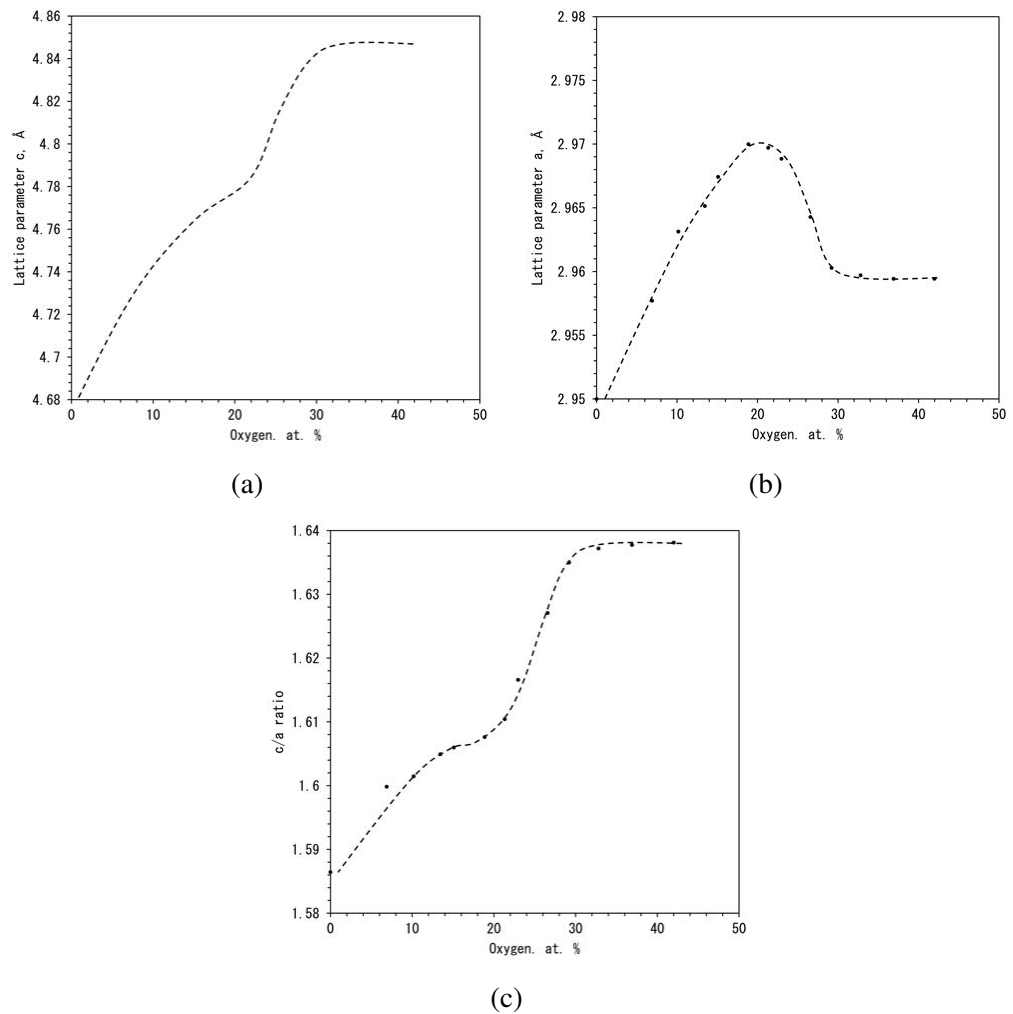 4.86
4.84
4.82
4.8
4.78
4.76
4.74
4.72
4.7
4.68
Lattice parameter c, Å
0 10 20 30 40 50
Oxygen. at. %
(a)
2.98
2.975
2.97
2.965
2.96
2.955
2.95
Lattice parameter a, Å
0 10 20 30 40 50
Oxygen. at. %
(b)
1.64
1.63
1.62
1.61
1.6
1.59
1.58
c/a ratio
0 10 20 30 40 50
Oxygen. at. %
(c)